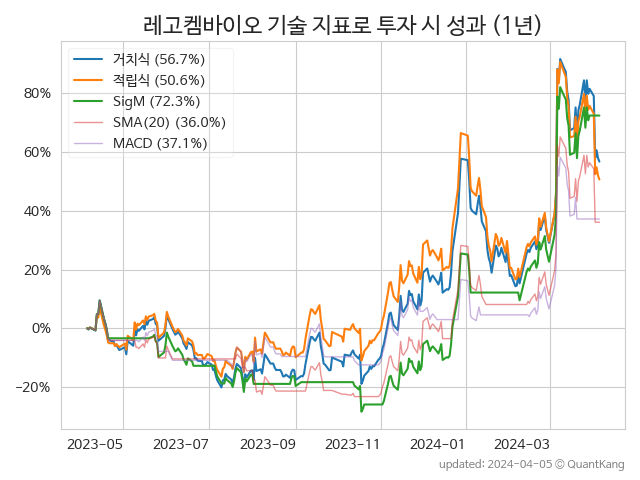 레고켐바이오 기술 지표로 투자 시 성과 (1년)
거치식 (56.7%)
적립식 (50.6%)
SigM (72.3%)
SMA(20) (36.0%)
MACD (37.1%)
80%
60%
40%
20%
0%
−20%
2023-05 2023-07 2023-09 2023-11 2024-01 2024-03
updated: 2024-04-05 © QuantKang